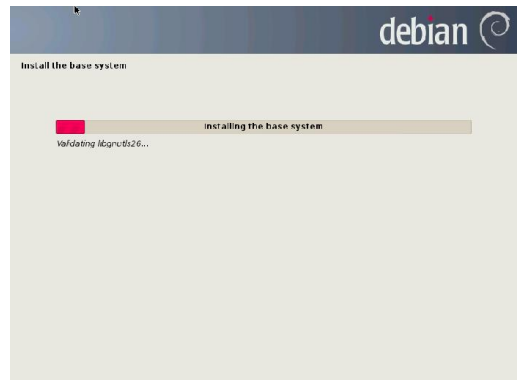 debian
Install the base system
Installing the base system
Validating libgnutls26...